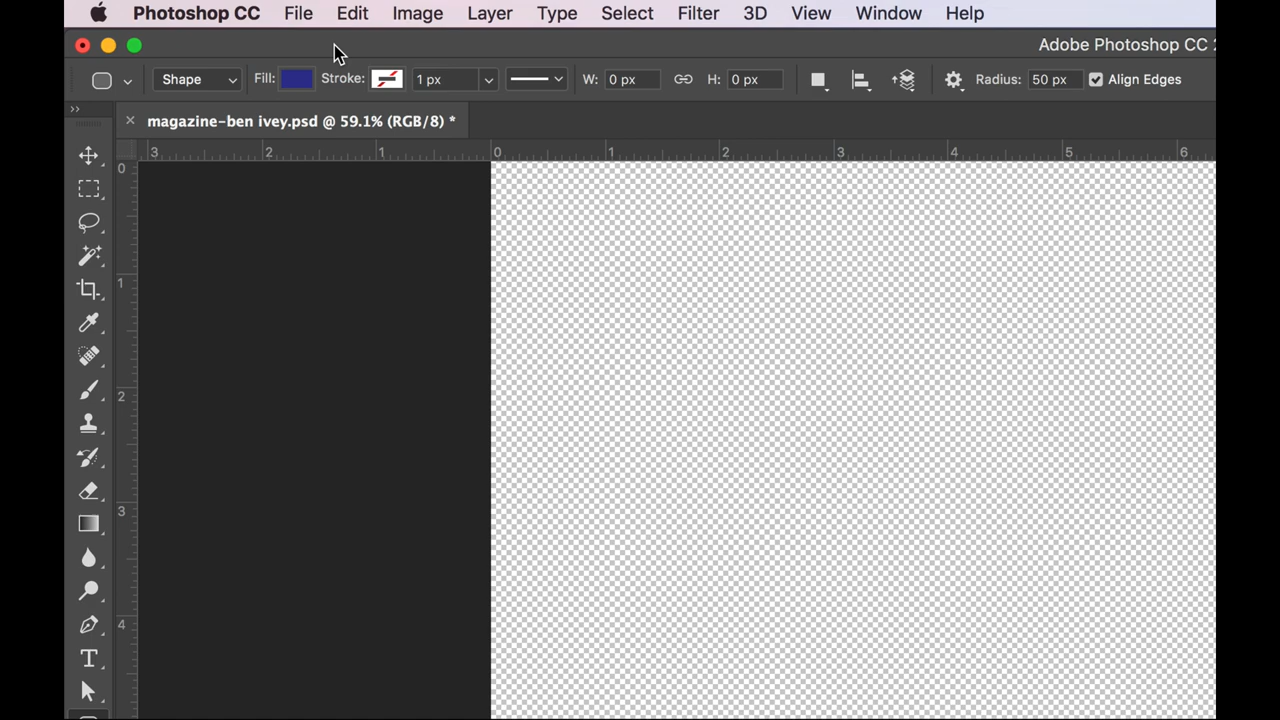 Photoshop CC File Edit Image Layer Type Select Filter 3D View Window Help
Adobe Photoshop CC
Shape Fill: Stroke: 1 px W: 0 px H: 0 px Radius: 50 px Align Edges
magazine-ben ivey.psd @ 59.1% (RGB/8) *
3 2 1 0 1 2 3 4 5 6
0
1
2
3
4
T